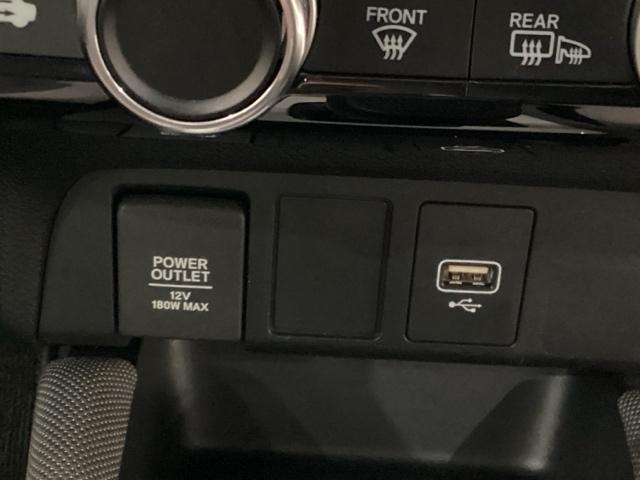 FRONT
REAR
POWER
OUTLET
12V
180W MAX